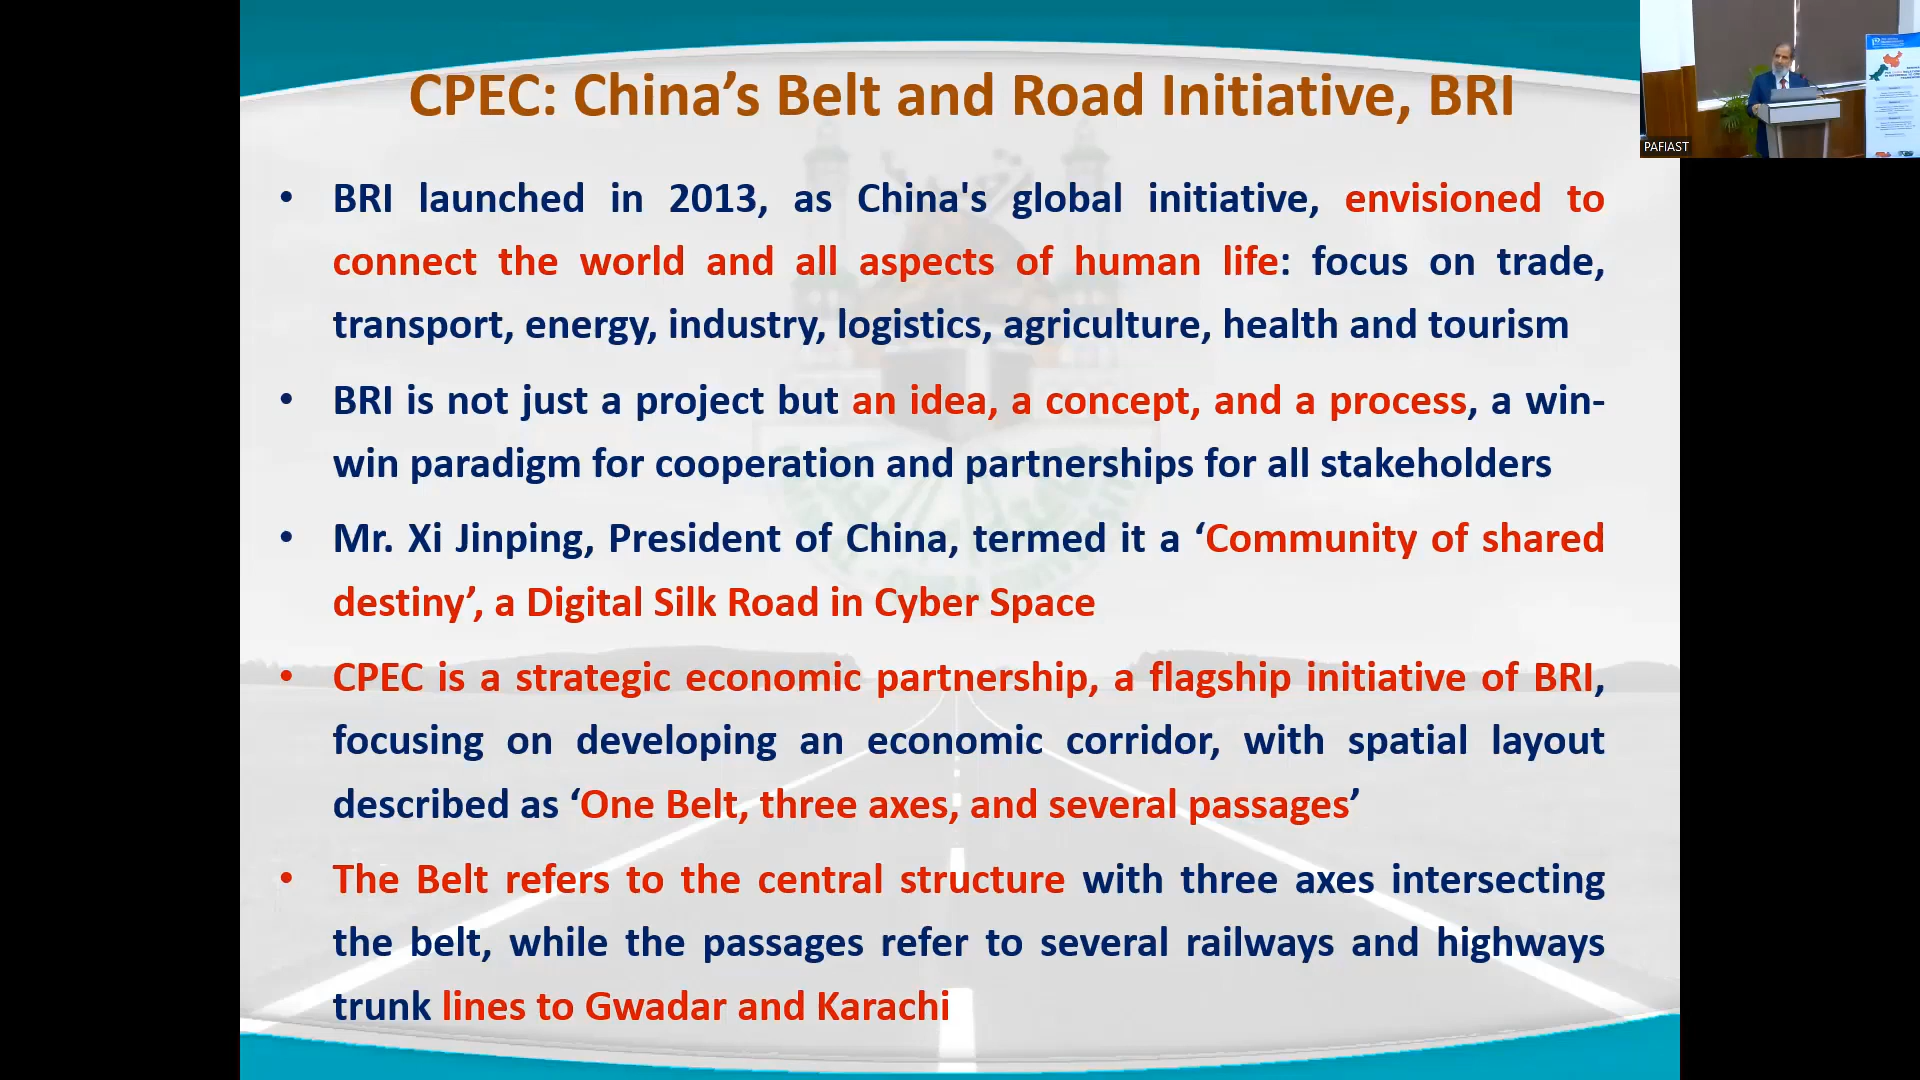 CPEC: China’s Belt and Road Initiative, BRI
• BRI launched in 2013, as China's global initiative, envisioned to
connect the world and all aspects of human life: focus on trade,
transport, energy, industry, logistics, agriculture, health and tourism
• BRI is not just a project but an idea, a concept, and a process, a win-
win paradigm for cooperation and partnerships for all stakeholders
• Mr. Xi Jinping, President of China, termed it a ‘Community of shared
destiny’, a Digital Silk Road in Cyber Space
• CPEC is a strategic economic partnership, a flagship initiative of BRI,
focusing on developing an economic corridor, with spatial layout
described as ‘One Belt, three axes, and several passages’
• The Belt refers to the central structure with three axes intersecting
the belt, while the passages refer to several railways and highways
trunk lines to Gwadar and Karachi
PAFIAST